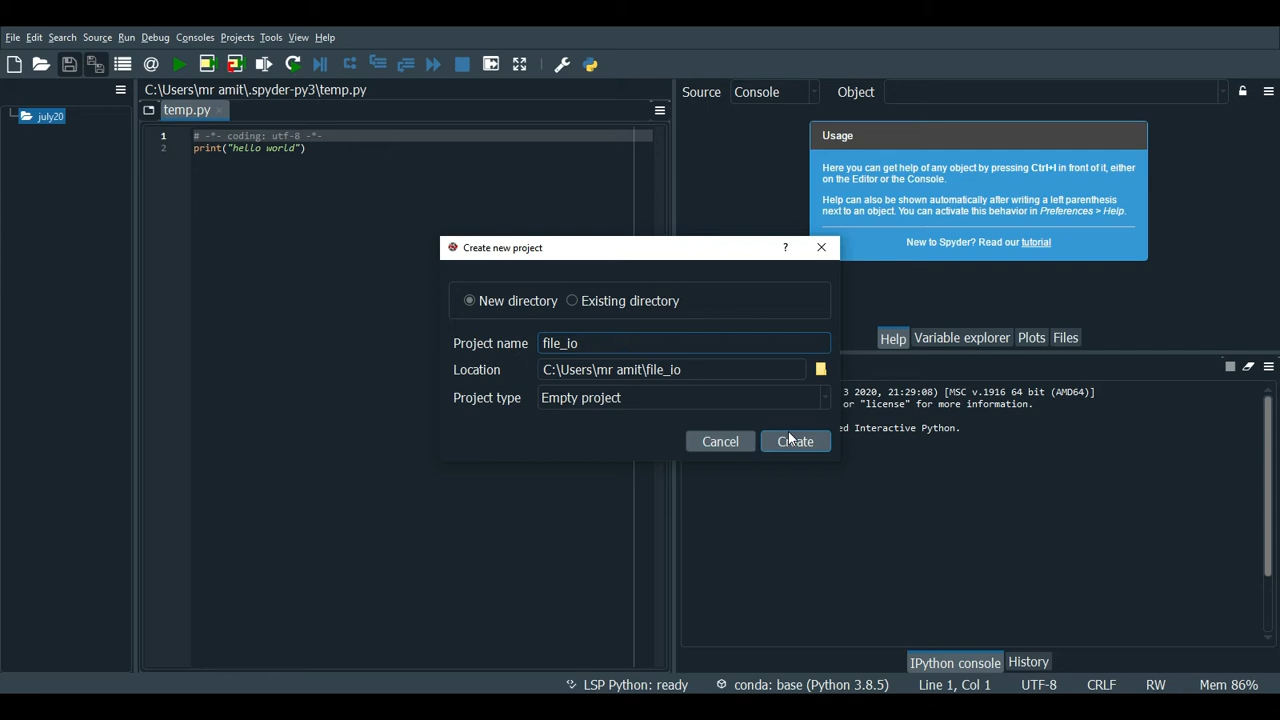 File Edit Search Source Run Debug Consoles Projects Tools View Help
C:\Users\mr amit\.spyder-py3\temp.py
Source Console Object
july20
temp.py
1 # -*- coding: utf-8 -*-
2 print("hello world")
Usage
Here you can get help of any object by pressing Ctrl+I in front of it, either
on the Editor or the Console.
Help can also be shown automatically after writing a left parenthesis
next to an object. You can activate this behavior in Preferences > Help.
New to Spyder? Read our tutorial
Create new project
?
New directory Existing directory
Project name file_io
Location C:\Users\mr amit\file_io
Project type Empty project
Cancel Create
Help Variable explorer Plots Files
3 2020, 21:29:08) [MSC v.1916 64 bit (AMD64)]
or "license" for more information.
ed Interactive Python.
IPython console History
LSP Python: ready conda: base (Python 3.8.5) Line 1, Col 1 UTF-8 CRLF RW Mem 86%